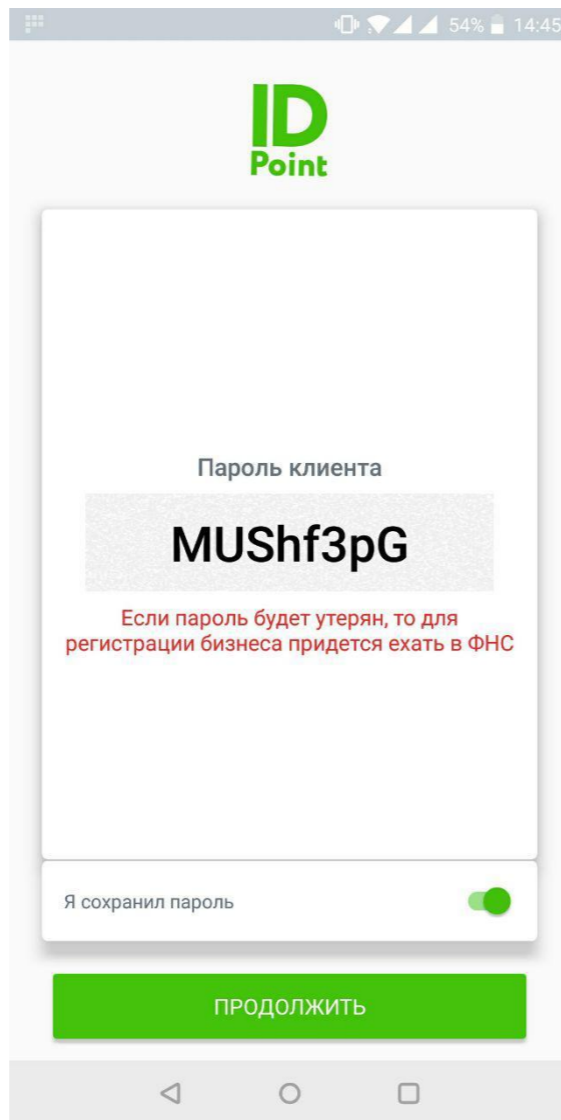 54% 14:45
ID
Point
Пароль клиента
MUShf3pG
Если пароль будет утерян, то для
регистрации бизнеса придется ехать в ФНС
Я сохранил пароль
ПРОДОЛЖИТЬ